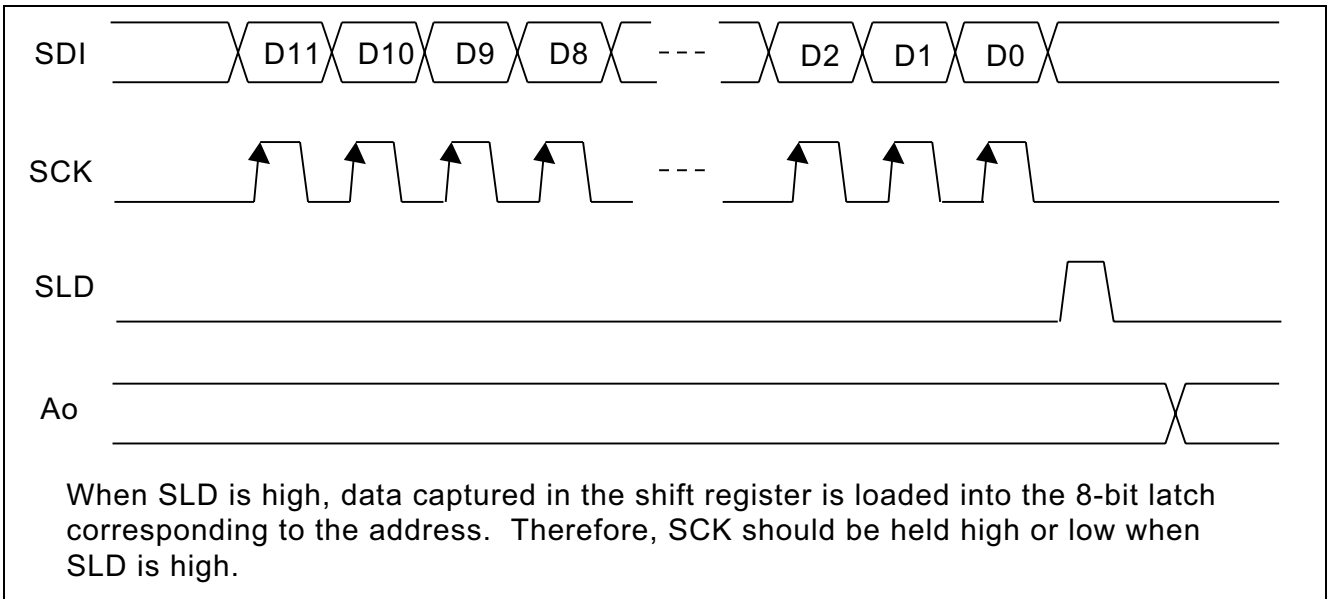 SDI D11 D10 D9 D8 D2 D1 D0
SCK
SLD
Ao
When SLD is high, data captured in the shift register is loaded into the 8-bit latch
corresponding to the address. Therefore, SCK should be held high or low when
SLD is high.